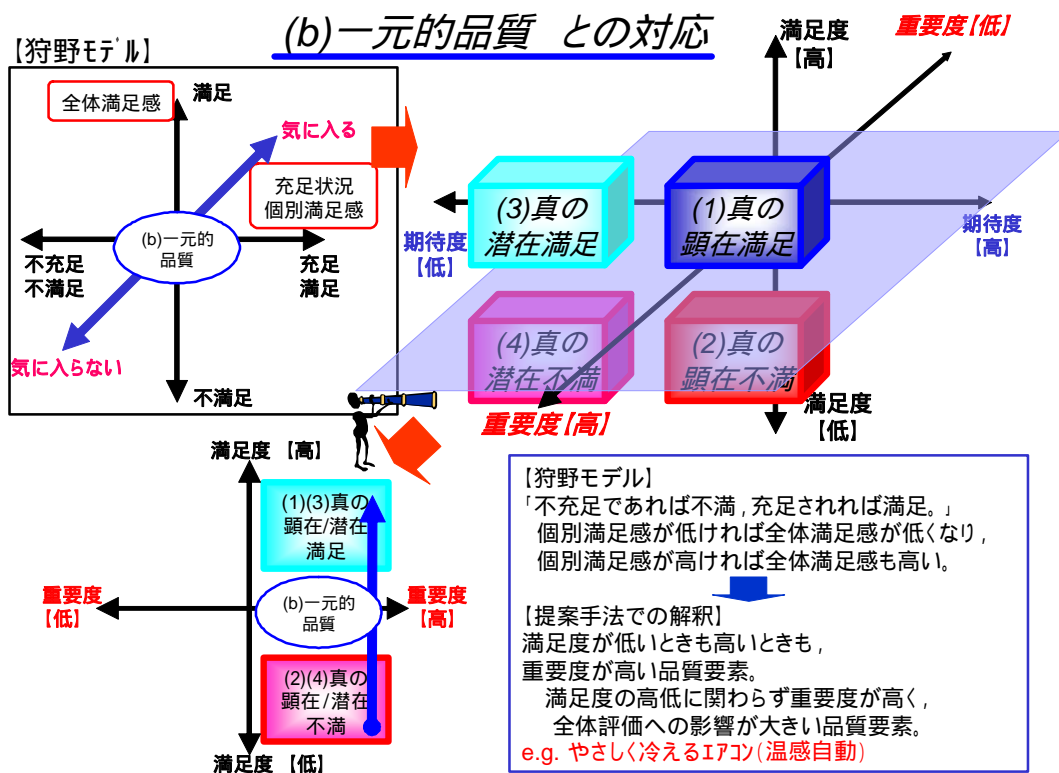 (b)一元的品質 との対応
【狩野ﾓﾃﾞﾙ】
全体満足感
満足
気に入る
充足状況
個別満足感
(b)一元的
品質
不充足
不満足
充足
満足
気に入らない
不満足
満足度
【高】
重要度【低】
(3)真の
潜在満足
(1)真の
顕在満足
期待度
【低】
期待度
【高】
(4)真の
潜在不満
(2)真の
顕在不満
重要度【高】
満足度
【低】
満足度 【高】
(1)(3)真の
顕在/潜在
満足
重要度
【低】
(b)一元的
品質
重要度
【高】
(2)(4)真の
顕在/潜在
不満
満足度 【低】
【狩野モデル】
「不充足であれば不満，充足されれば満足。」
個別満足感が低ければ全体満足感が低くなり，
個別満足感が高ければ全体満足感も高い。
【提案手法での解釈】
満足度が低いときも高いときも，
重要度が高い品質要素。
満足度の高低に関わらず重要度が高く，
全体評価への影響が大きい品質要素。
e.g. やさしく冷えるｴｱｺﾝ(温感自動)